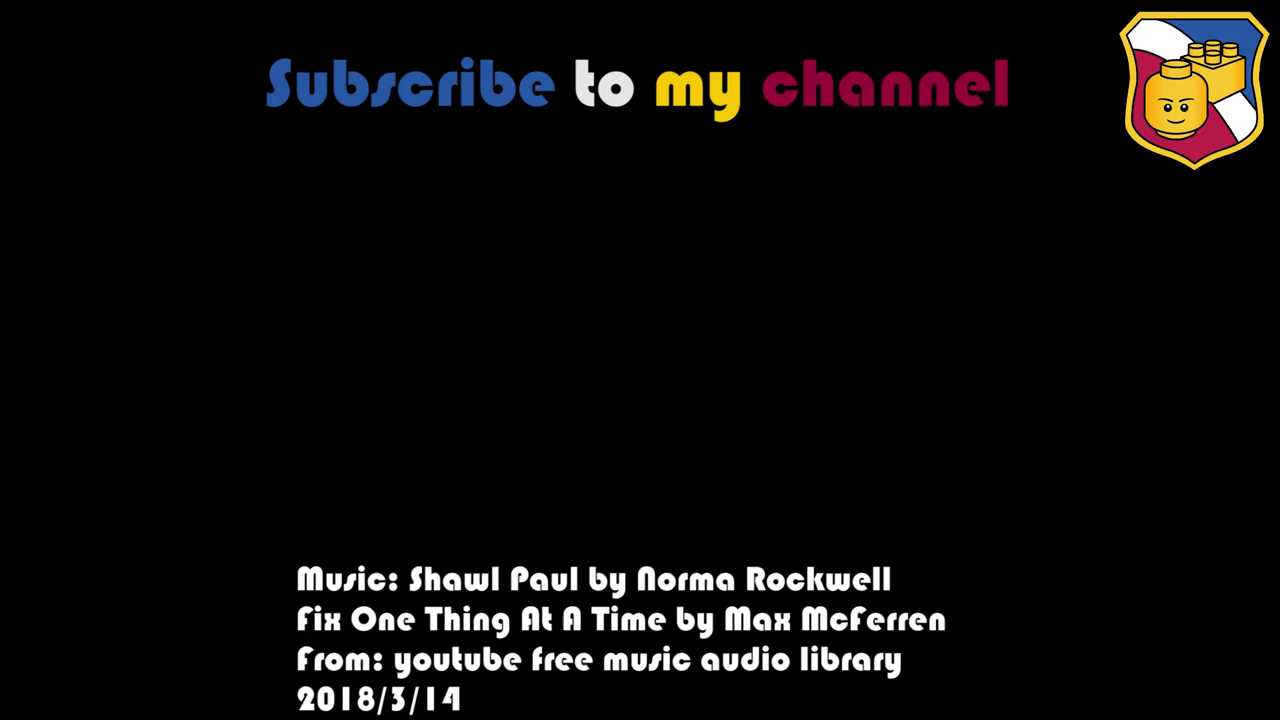 Subscribe to my channel
Music: Shawl Paul by Norma Rockwell
Fix One Thing At A Time by Max McFerren
From: youtube free music audio library
2018/3/14